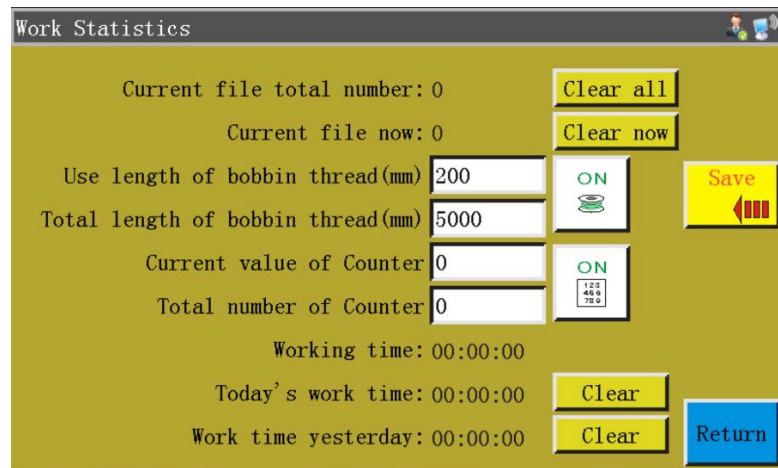 Work Statistics
Current file total number: 0 Clear all
Current file now: 0 Clear now
Use length of bobbin thread(mm) 200 ON
Save
Total length of bobbin thread(mm) 5000
Current value of Counter 0 ON
123
456
789
Total number of Counter 0
Working time: 00:00:00
Today's work time: 00:00:00 Clear
Work time yesterday: 00:00:00 Clear Return